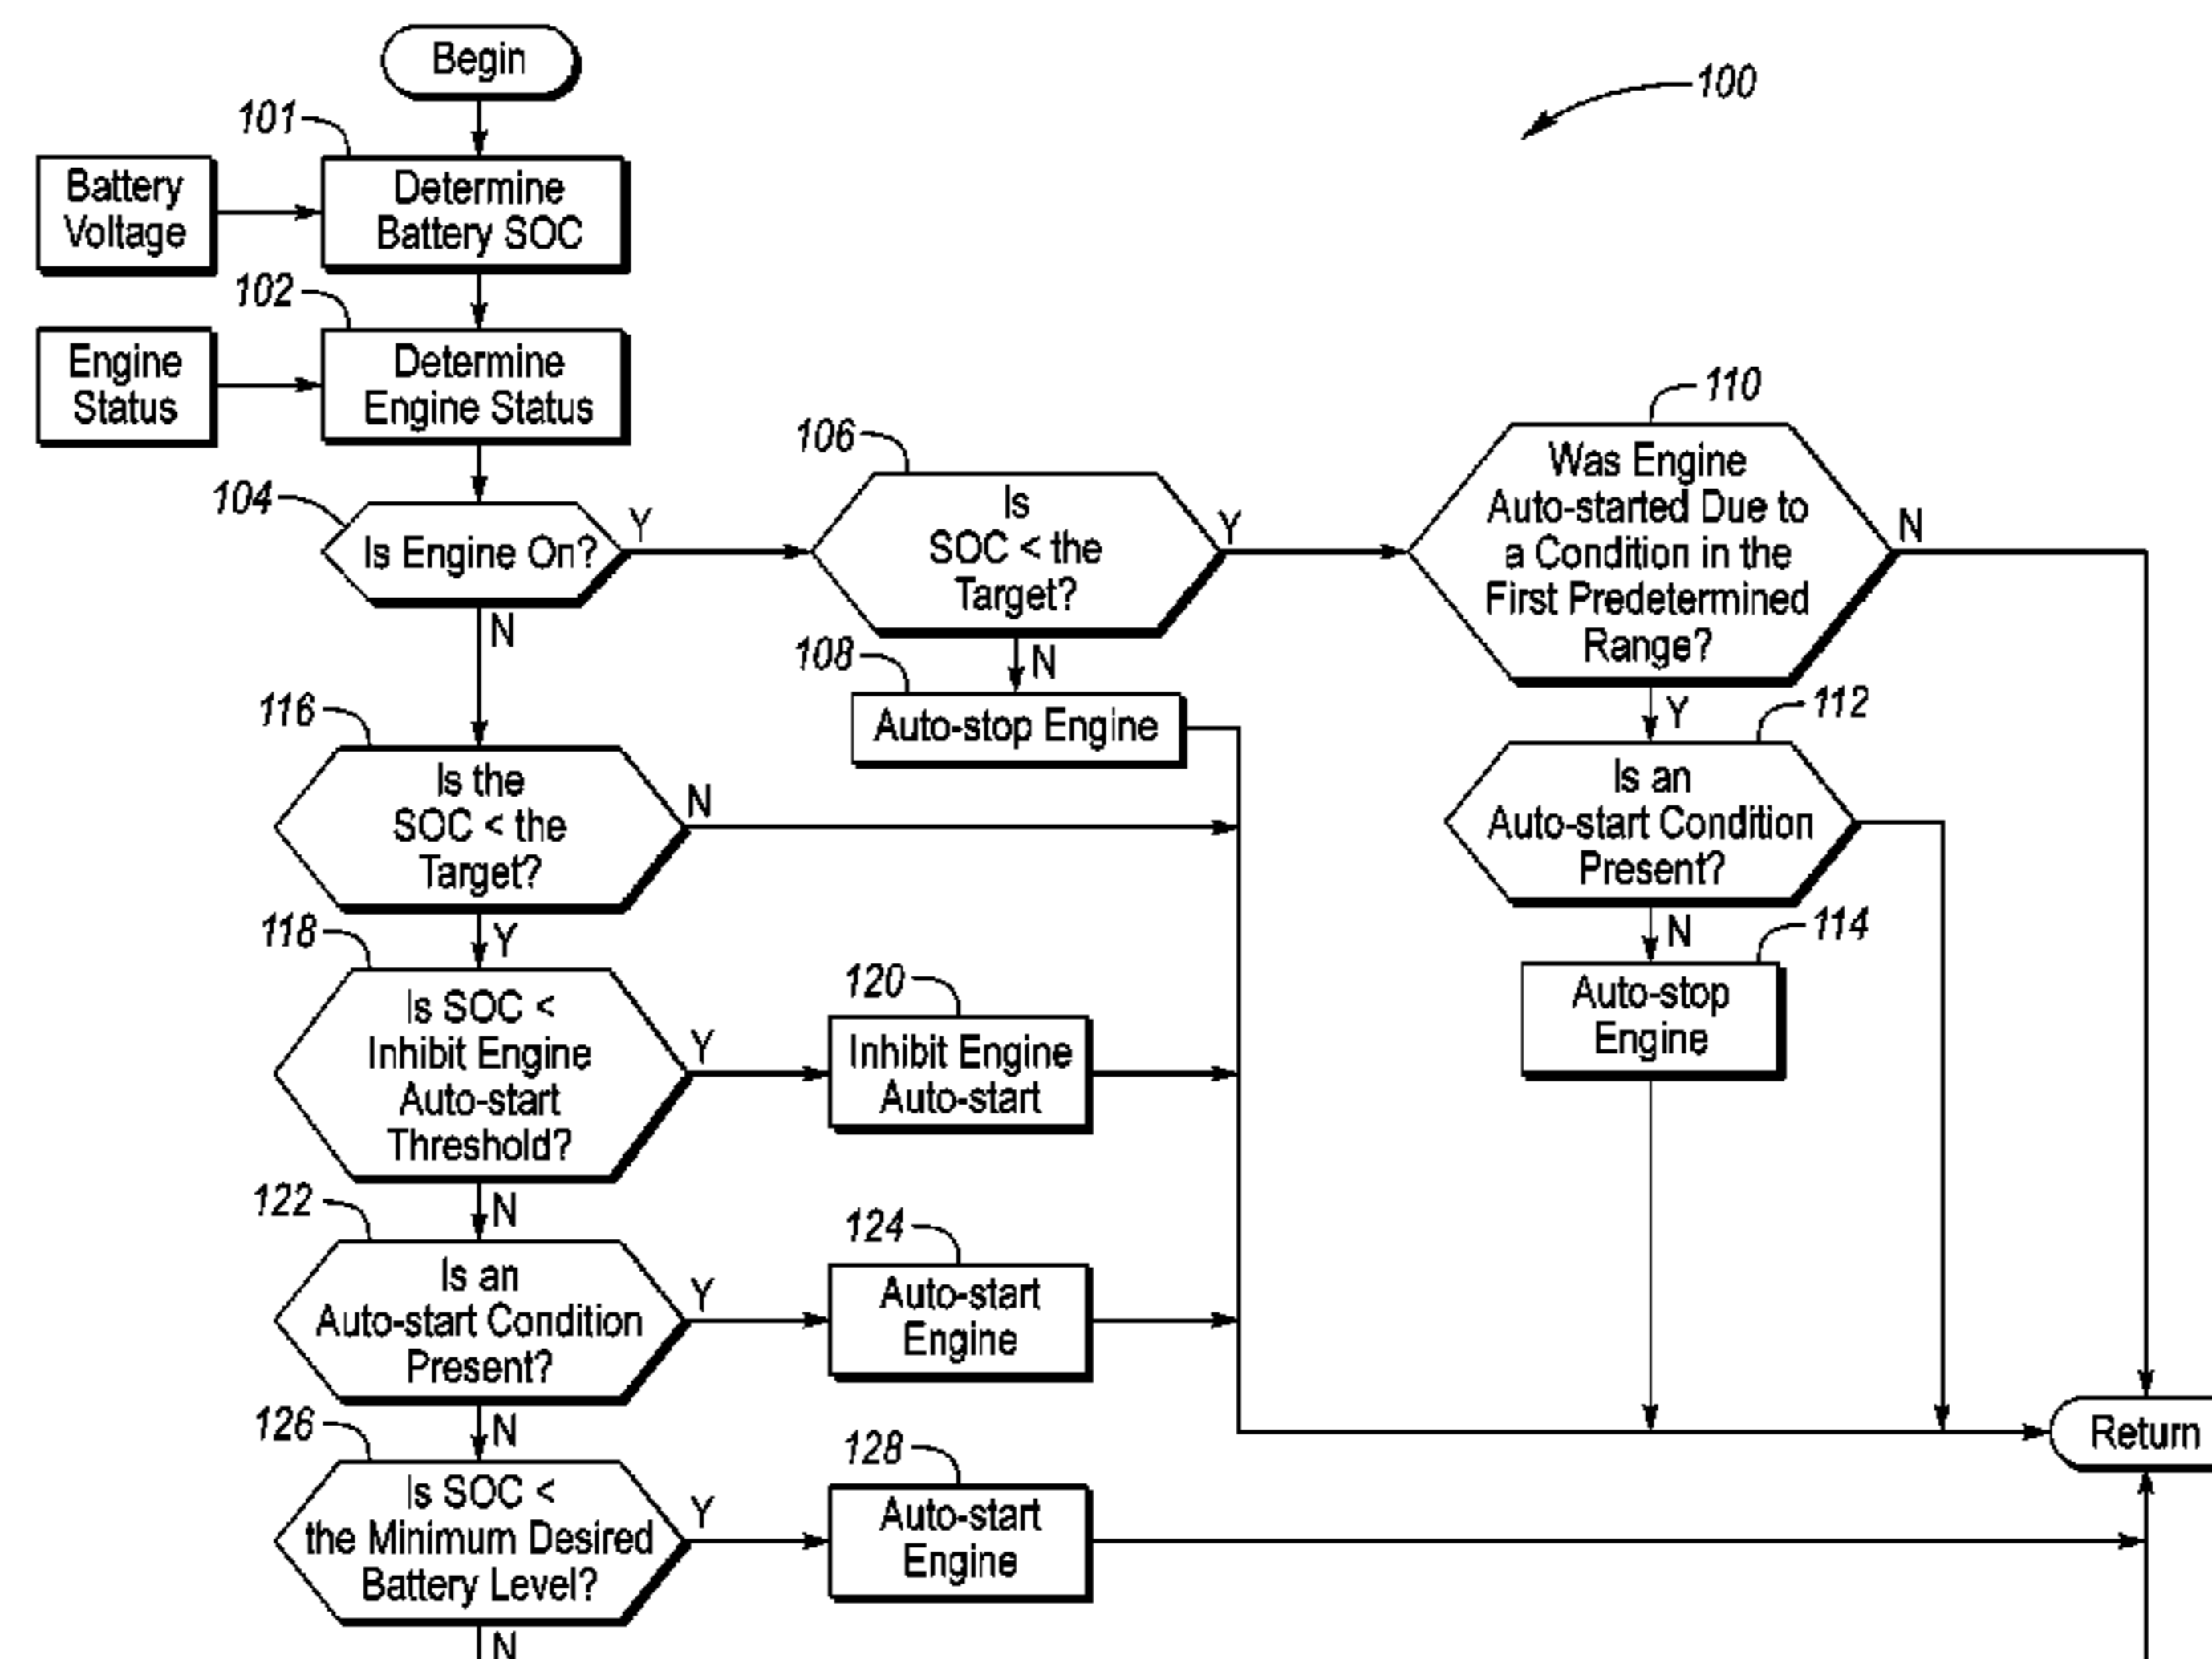 Begin
100
101
Battery
Voltage
Determine
Battery SOC
102
Engine
Status
Determine
Engine Status
104
Is Engine On?
Y
N
106
Is
SOC < the
Target?
Y
N
108
Auto-stop Engine
110
Was Engine
Auto-started Due to
a Condition in the
First Predetermined
Range?
N
Y
112
Is an
Auto-start Condition
Present?
N
114
Auto-stop
Engine
116
Is the
SOC < the
Target?
N
Y
118
Is SOC <
Inhibit Engine
Auto-start
Threshold?
Y
N
120
Inhibit Engine
Auto-start
122
Is an
Auto-start Condition
Present?
Y
N
124
Auto-start
Engine
126
Is SOC <
the Minimum Desired
Battery Level?
Y
N
128
Auto-start
Engine
Return